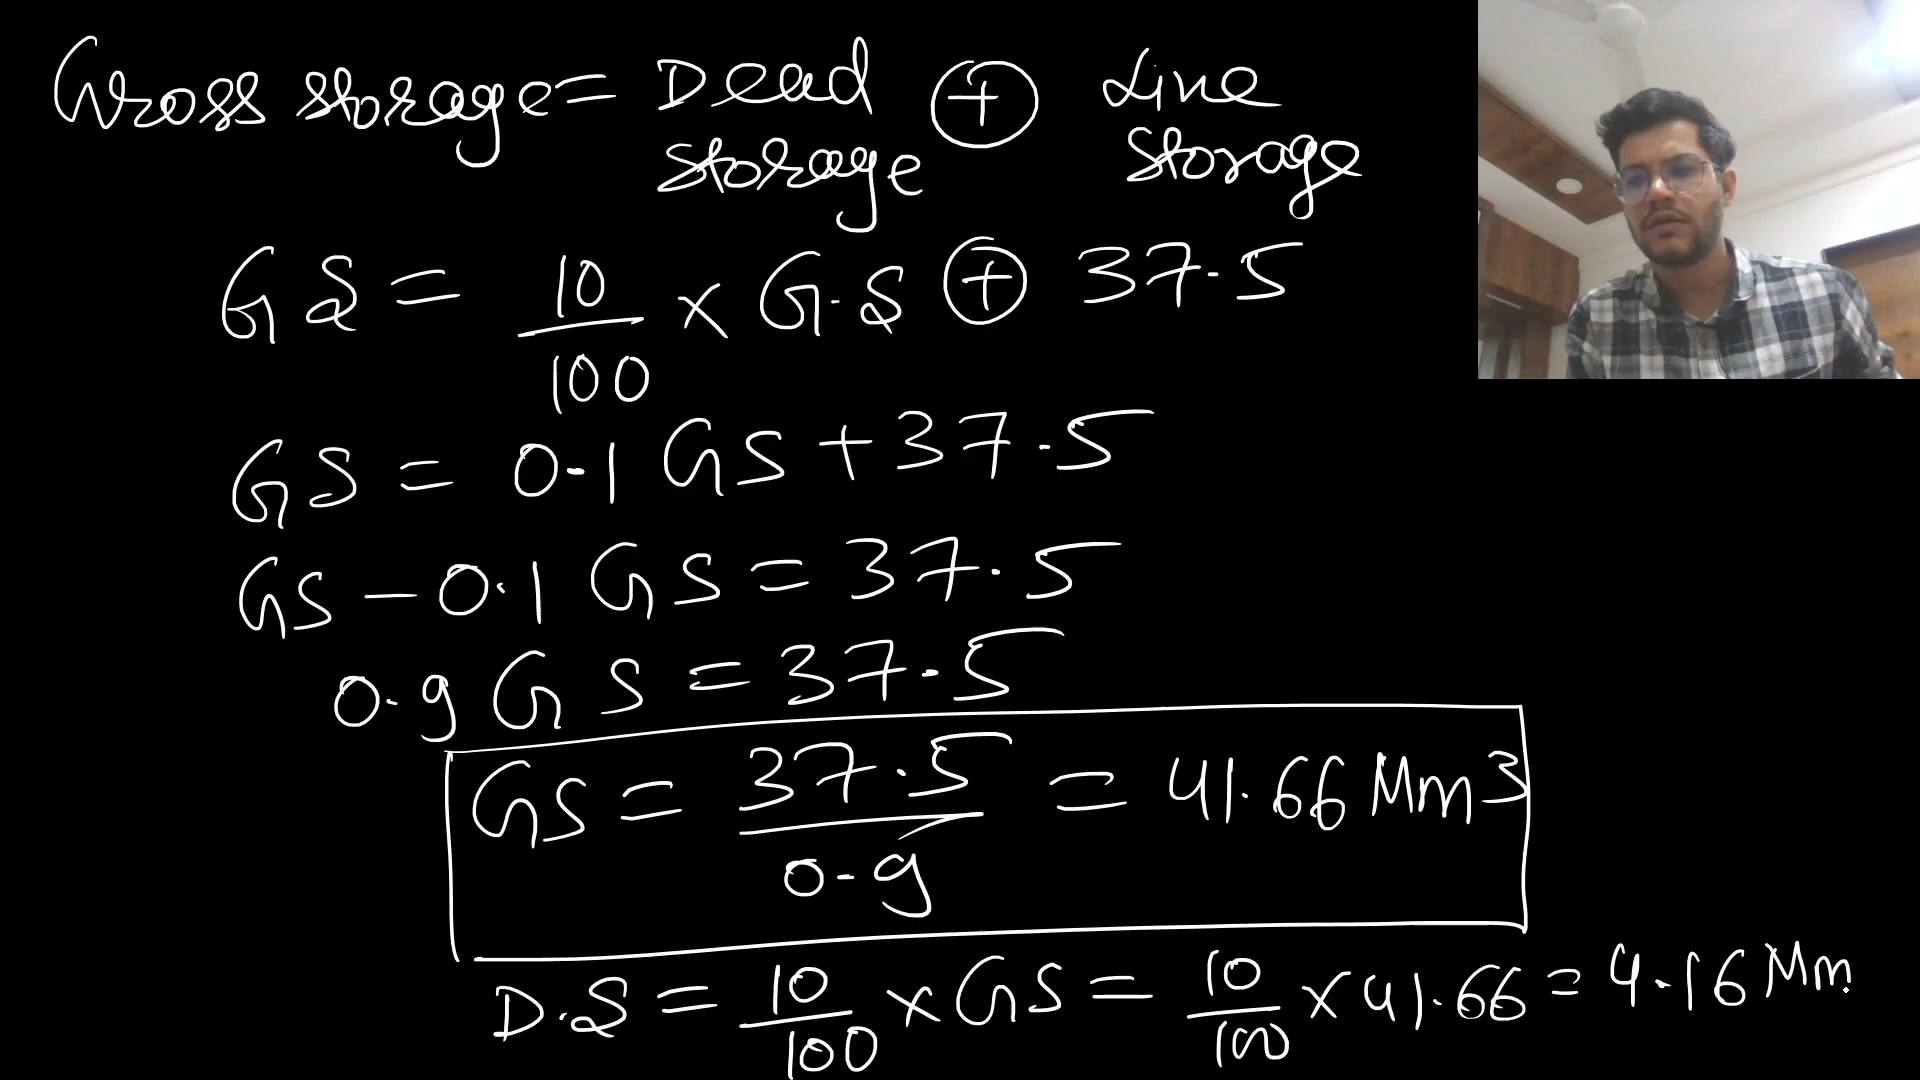 Gross storage = Dead storage + Live storage
GS = 10/100 x G.S + 37.5
GS = 0.1 GS + 37.5
GS - 0.1 GS = 37.5
0.9 GS = 37.5
GS = 37.5/0.9 = 41.66 Mm3
D.S = 10/100 x GS = 10/100 x 41.66 = 4.16 Mm